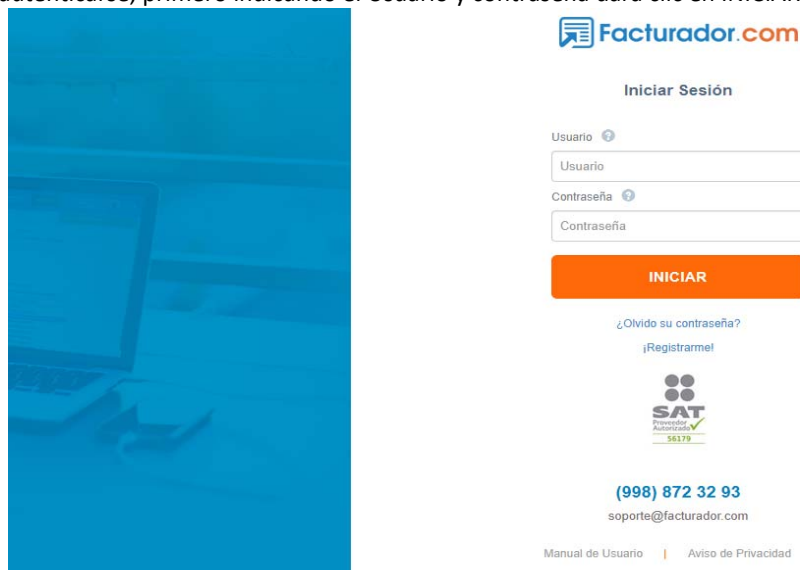 Facturador.com
Iniciar Sesión
Usuario
Usuario
Contraseña
Contraseña
INICIAR
¿Olvido su contraseña?
¡Registrarme!
SAT
Proveedor
Autorizado
56179
(998) 872 32 93
soporte@facturador.com
Manual de Usuario | Aviso de Privacidad